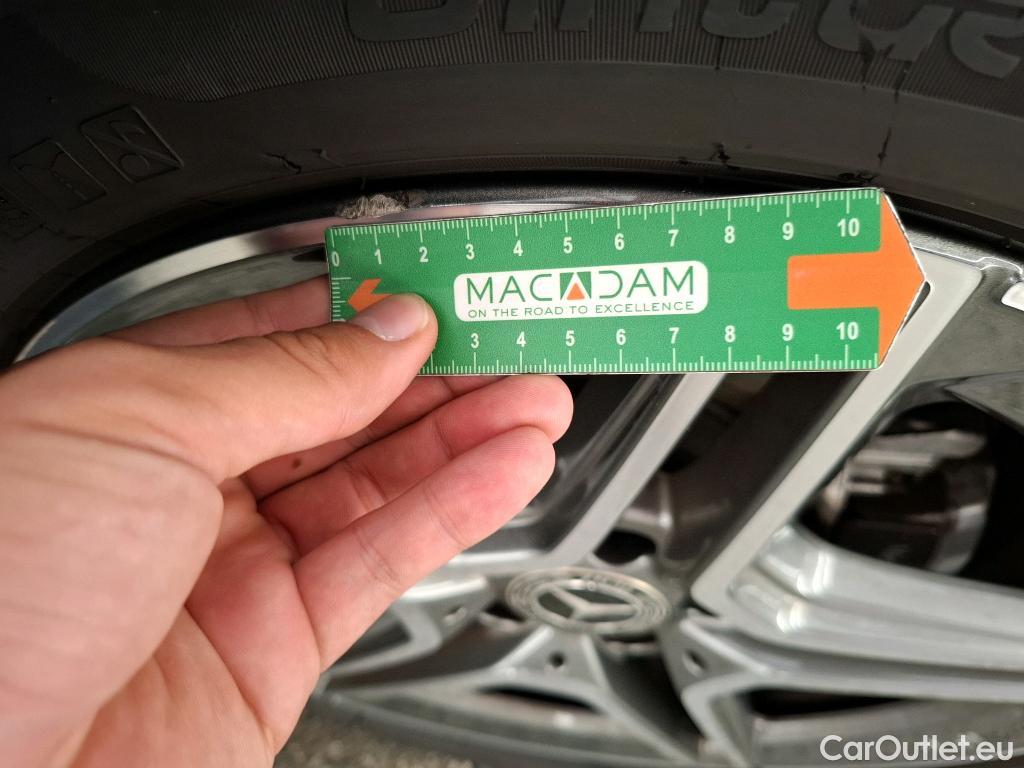 0 1 2 3 4 5 6 7 8 9 10
MACADAM
ON THE ROAD TO EXCELLENCE
3 4 5 6 7 8 9 10
CarOutlet.eu